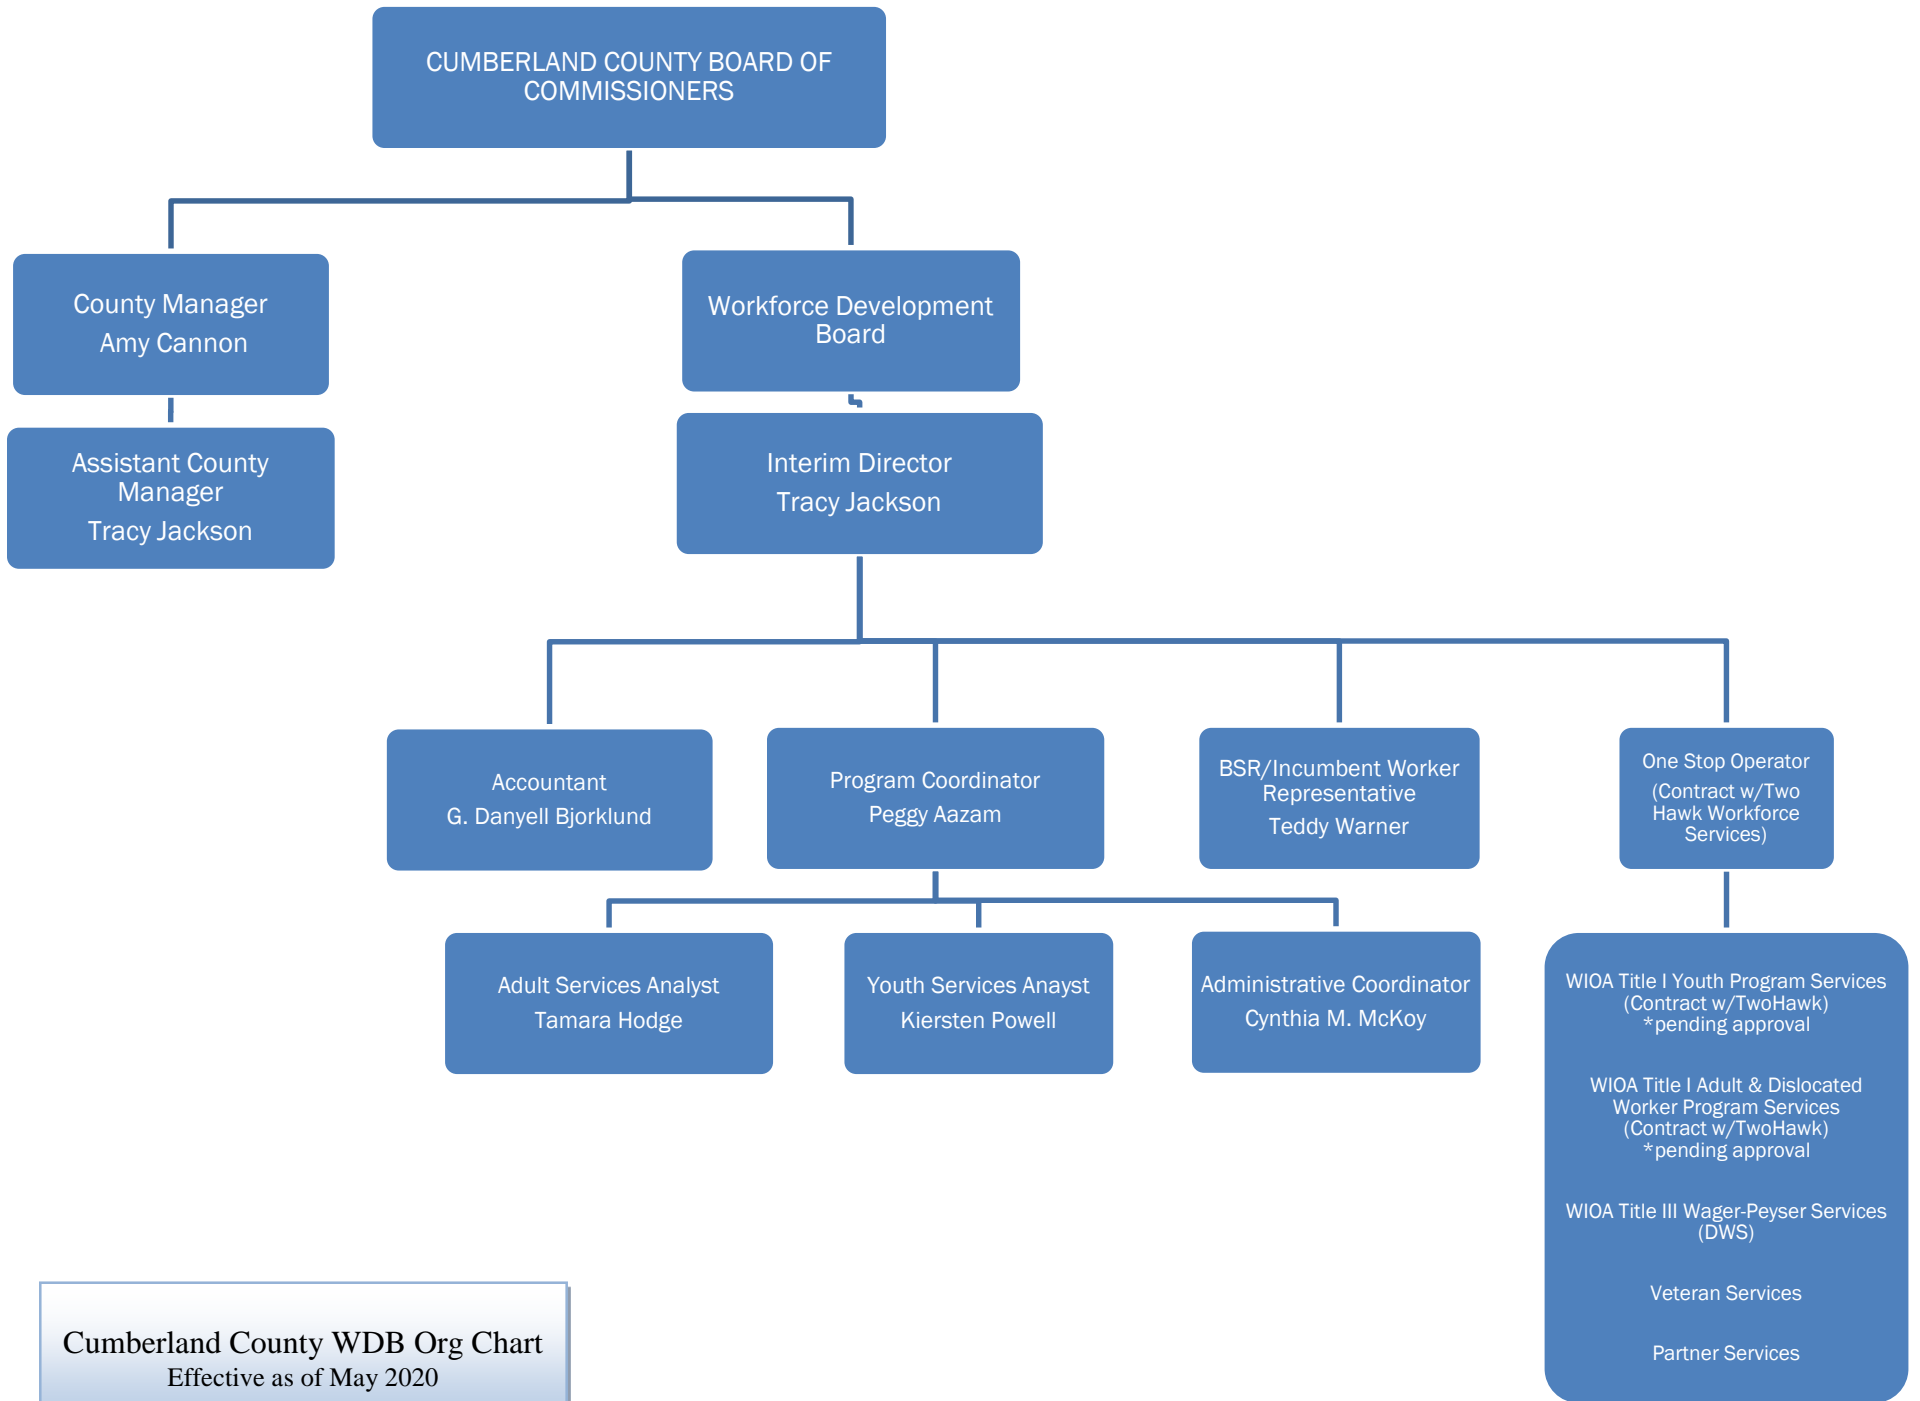 CUMBERLAND COUNTY BOARD OF
COMMISSIONERS
County Manager
Amy Cannon
Workforce Development
Board
Assistant County
Manager
Tracy Jackson
Interim Director
Tracy Jackson
Accountant
G. Danyell Bjorklund
Program Coordinator
Peggy Aazam
BSR/Incumbent Worker
Representative
Teddy Warner
One Stop Operator
(Contract w/Two
Hawk Workforce
Services)
Adult Services Analyst
Tamara Hodge
Youth Services Anayst
Kiersten Powell
Administrative Coordinator
Cynthia M. McKoy
WIOA Title I Youth Program Services
(Contract w/TwoHawk)
*pending approval
WIOA Title I Adult & Dislocated
Worker Program Services
(Contract w/TwoHawk)
*pending approval
WIOA Title III Wager-Peyser Services
(DWS)
Veteran Services
Partner Services
Cumberland County WDB Org Chart
Effective as of May 2020